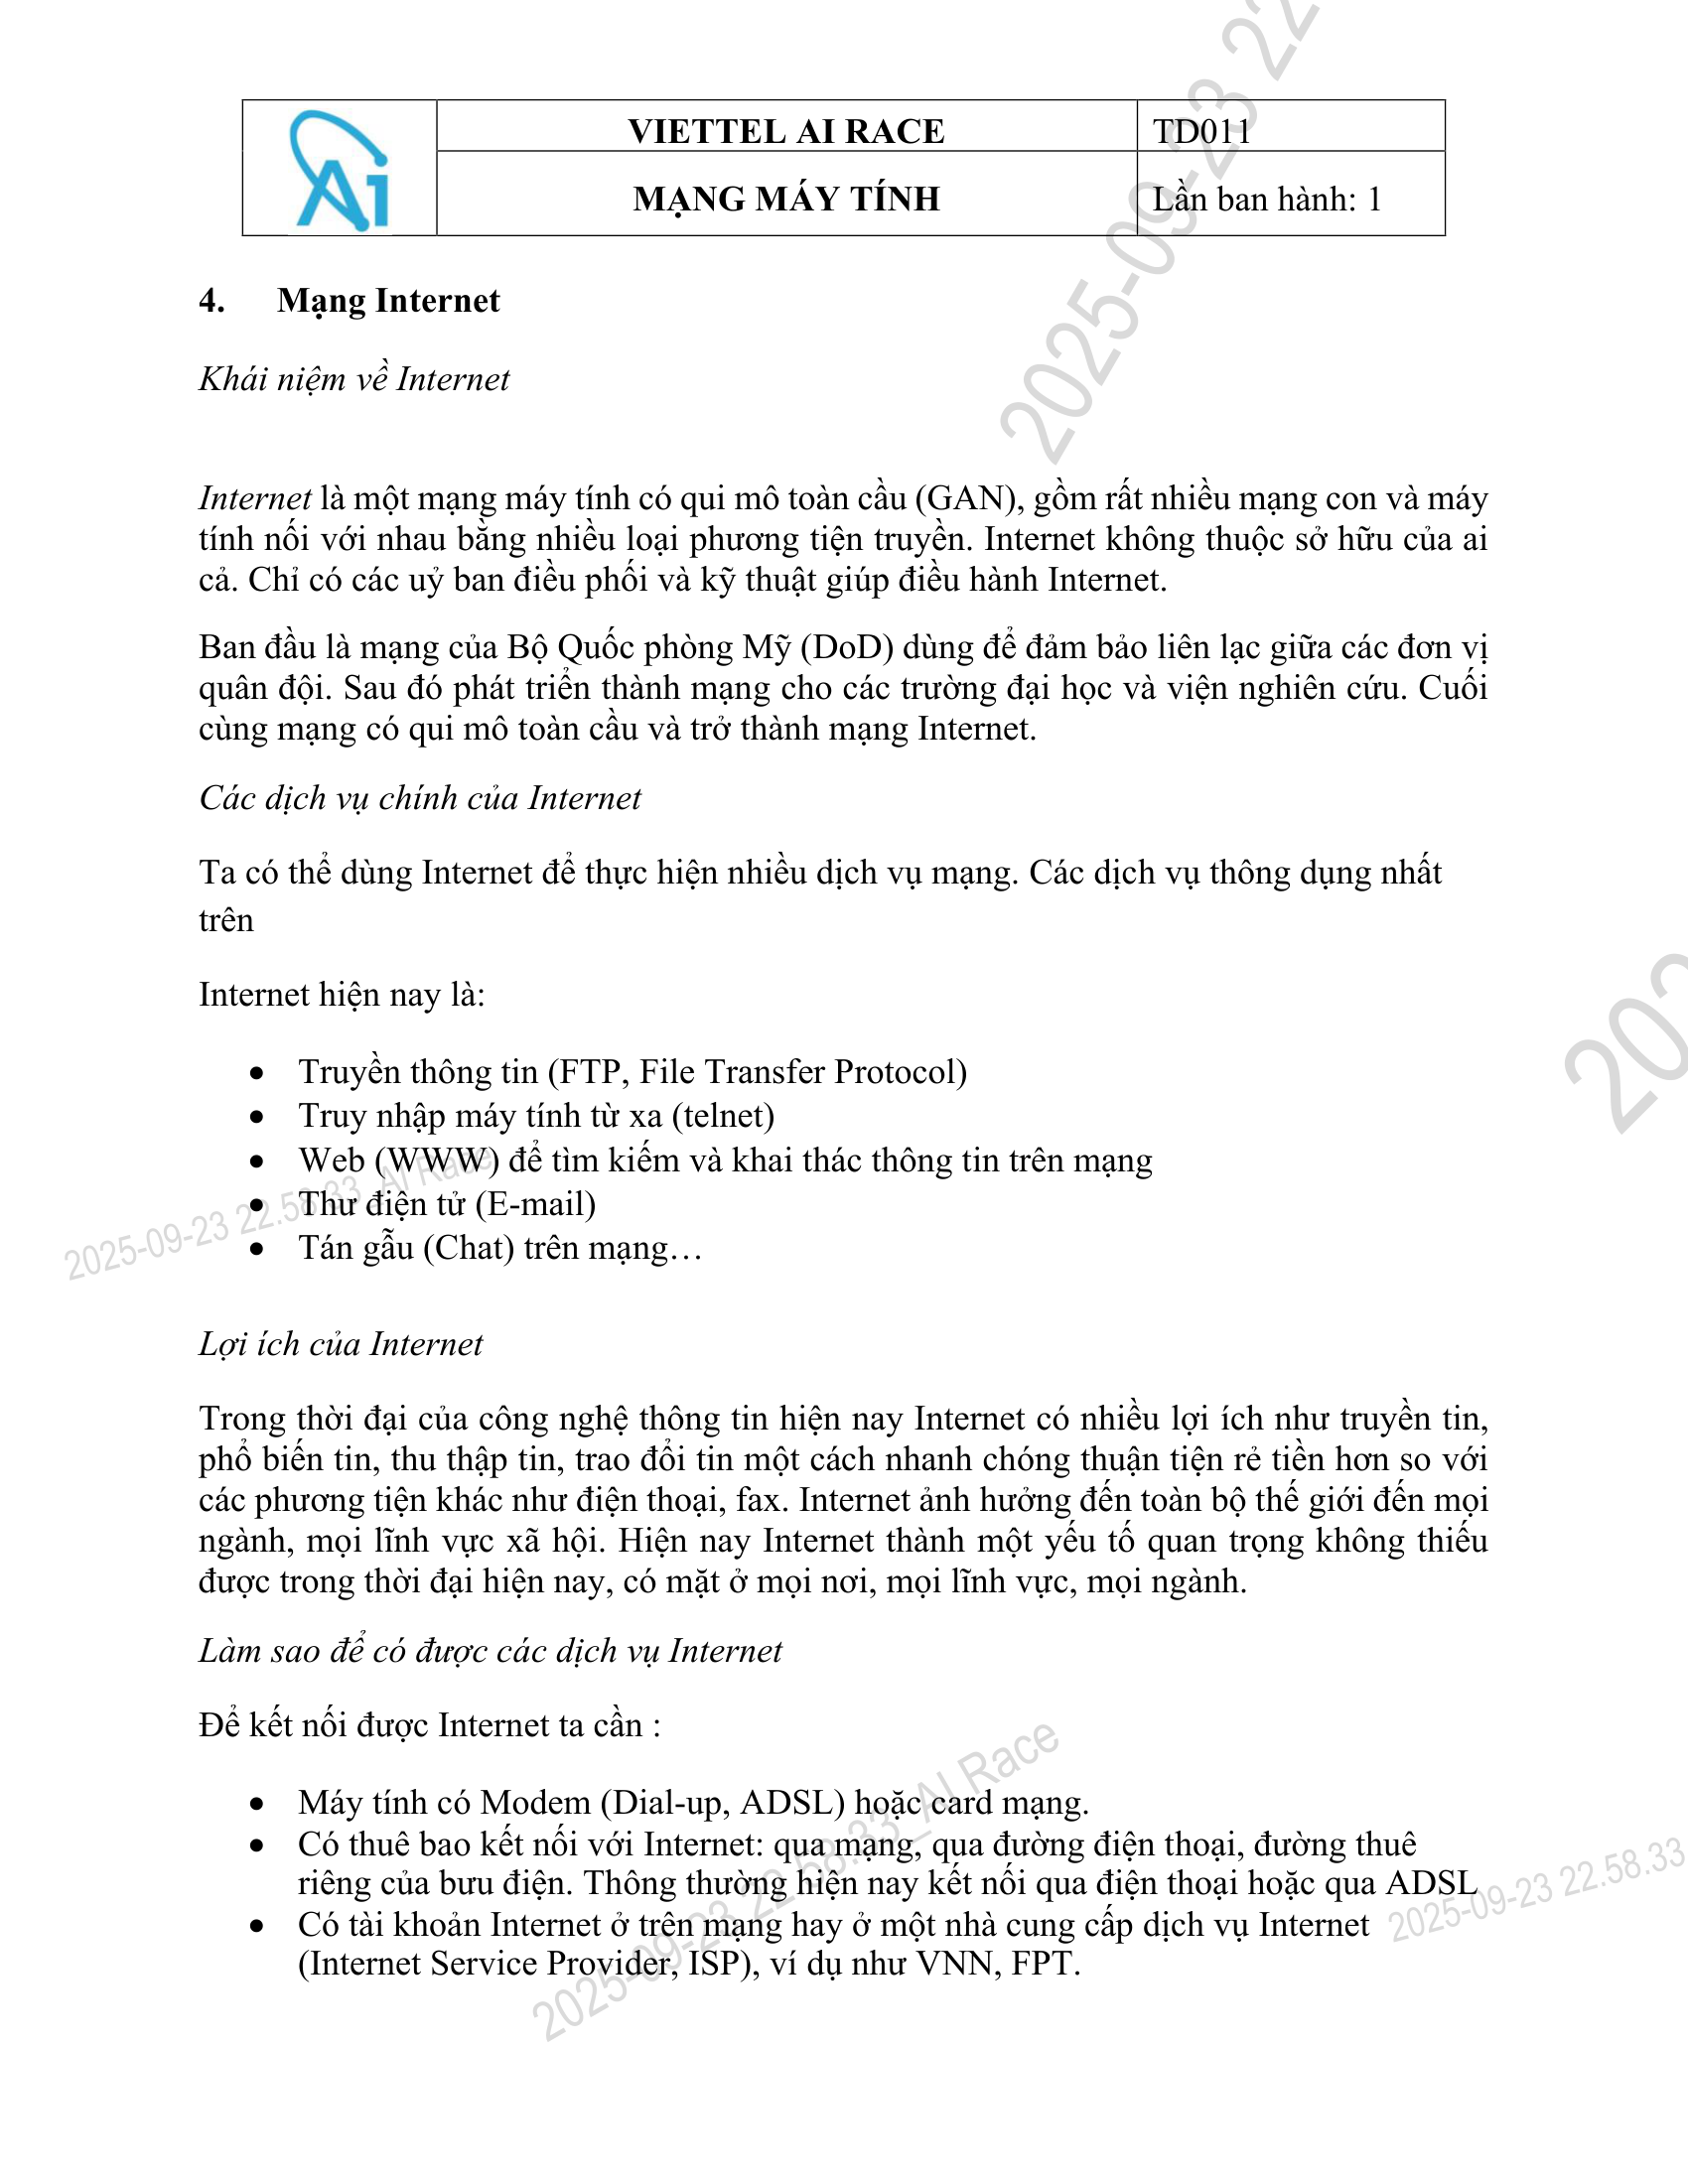 Ai
VIETTEL AI RACE
TD011
MẠNG MÁY TÍNH
Lần ban hành: 1
4. Mạng Internet
Khái niệm về Internet
Internet là một mạng máy tính có qui mô toàn cầu (GAN), gồm rất nhiều mạng con và máy
tính nối với nhau bằng nhiều loại phương tiện truyền. Internet không thuộc sở hữu của ai
cả. Chỉ có các uỷ ban điều phối và kỹ thuật giúp điều hành Internet.
Ban đầu là mạng của Bộ Quốc phòng Mỹ (DoD) dùng để đảm bảo liên lạc giữa các đơn vị
quân đội. Sau đó phát triển thành mạng cho các trường đại học và viện nghiên cứu. Cuối
cùng mạng có qui mô toàn cầu và trở thành mạng Internet.
Các dịch vụ chính của Internet
Ta có thể dùng Internet để thực hiện nhiều dịch vụ mạng. Các dịch vụ thông dụng nhất
trên
Internet hiện nay là:
• Truyền thông tin (FTP, File Transfer Protocol)
• Truy nhập máy tính từ xa (telnet)
• Web (WWW) để tìm kiếm và khai thác thông tin trên mạng
• Thư điện tử (E-mail)
• Tán gẫu (Chat) trên mạng…
Lợi ích của Internet
Trong thời đại của công nghệ thông tin hiện nay Internet có nhiều lợi ích như truyền tin,
phổ biến tin, thu thập tin, trao đổi tin một cách nhanh chóng thuận tiện rẻ tiền hơn so với
các phương tiện khác như điện thoại, fax. Internet ảnh hưởng đến toàn bộ thế giới đến mọi
ngành, mọi lĩnh vực xã hội. Hiện nay Internet thành một yếu tố quan trọng không thiếu
được trong thời đại hiện nay, có mặt ở mọi nơi, mọi lĩnh vực, mọi ngành.
Làm sao để có được các dịch vụ Internet
Để kết nối được Internet ta cần :
• Máy tính có Modem (Dial-up, ADSL) hoặc card mạng.
• Có thuê bao kết nối với Internet: qua mạng, qua đường điện thoại, đường thuê
riêng của bưu điện. Thông thường hiện nay kết nối qua điện thoại hoặc qua ADSL
• Có tài khoản Internet ở trên mạng hay ở một nhà cung cấp dịch vụ Internet
(Internet Service Provider, ISP), ví dụ như VNN, FPT.
2025-09-23 22
202
2025-09-23 22.58.33_AI Race
2025-09-23 22.58.33_AI Race
2025-09-23 22.58.33